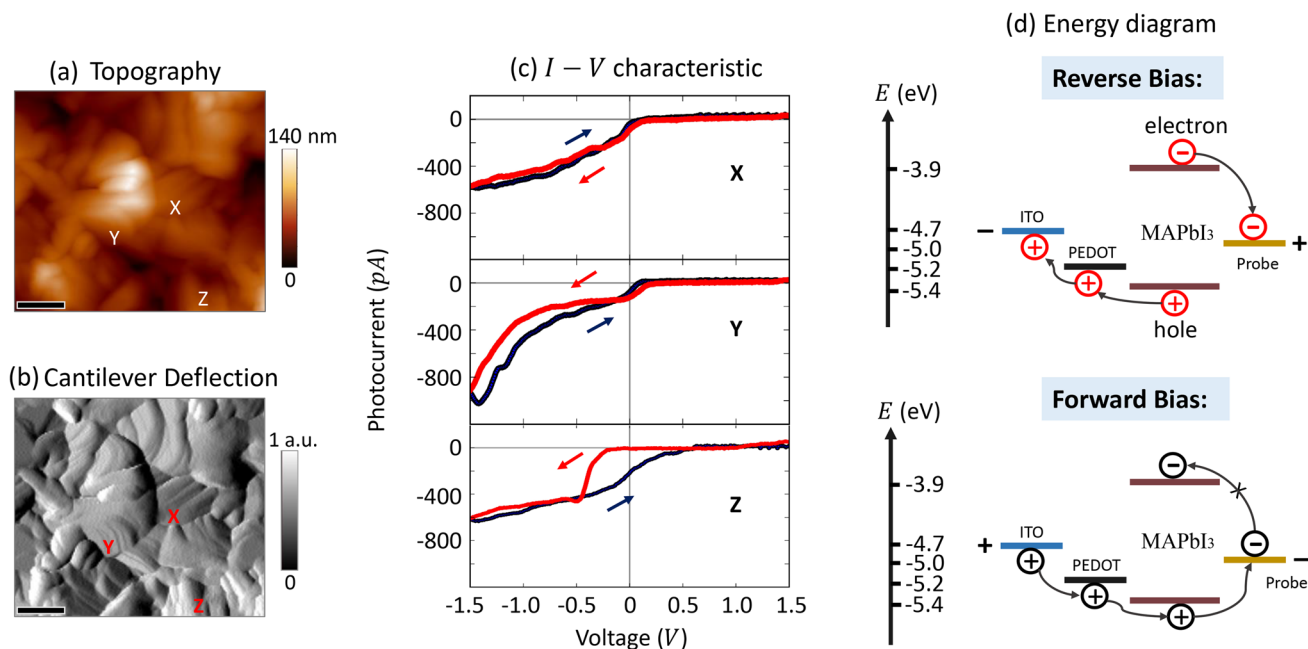 (a) Topography
140 nm
0
X
Y
Z
(b) Cantilever Deflection
1 a.u.
0
X
Y
Z
(c) I − V characteristic
Photocurrent (pA)
0
-400
-800
X
0
-400
-800
Y
0
-400
-800
Z
-1.5
-1.0
-0.5
0
0.5
1.0
1.5
Voltage (V)
(d) Energy diagram
Reverse Bias:
E (eV)
-3.9
-4.7
-5.0
-5.2
-5.4
electron
−
ITO
−
+
PEDOT
+
MAPbI₃
−
+
Probe
+
hole
Forward Bias:
E (eV)
-3.9
-4.7
-5.0
-5.2
-5.4
−
ITO
+
+
PEDOT
+
MAPbI₃
−
−
Probe
+